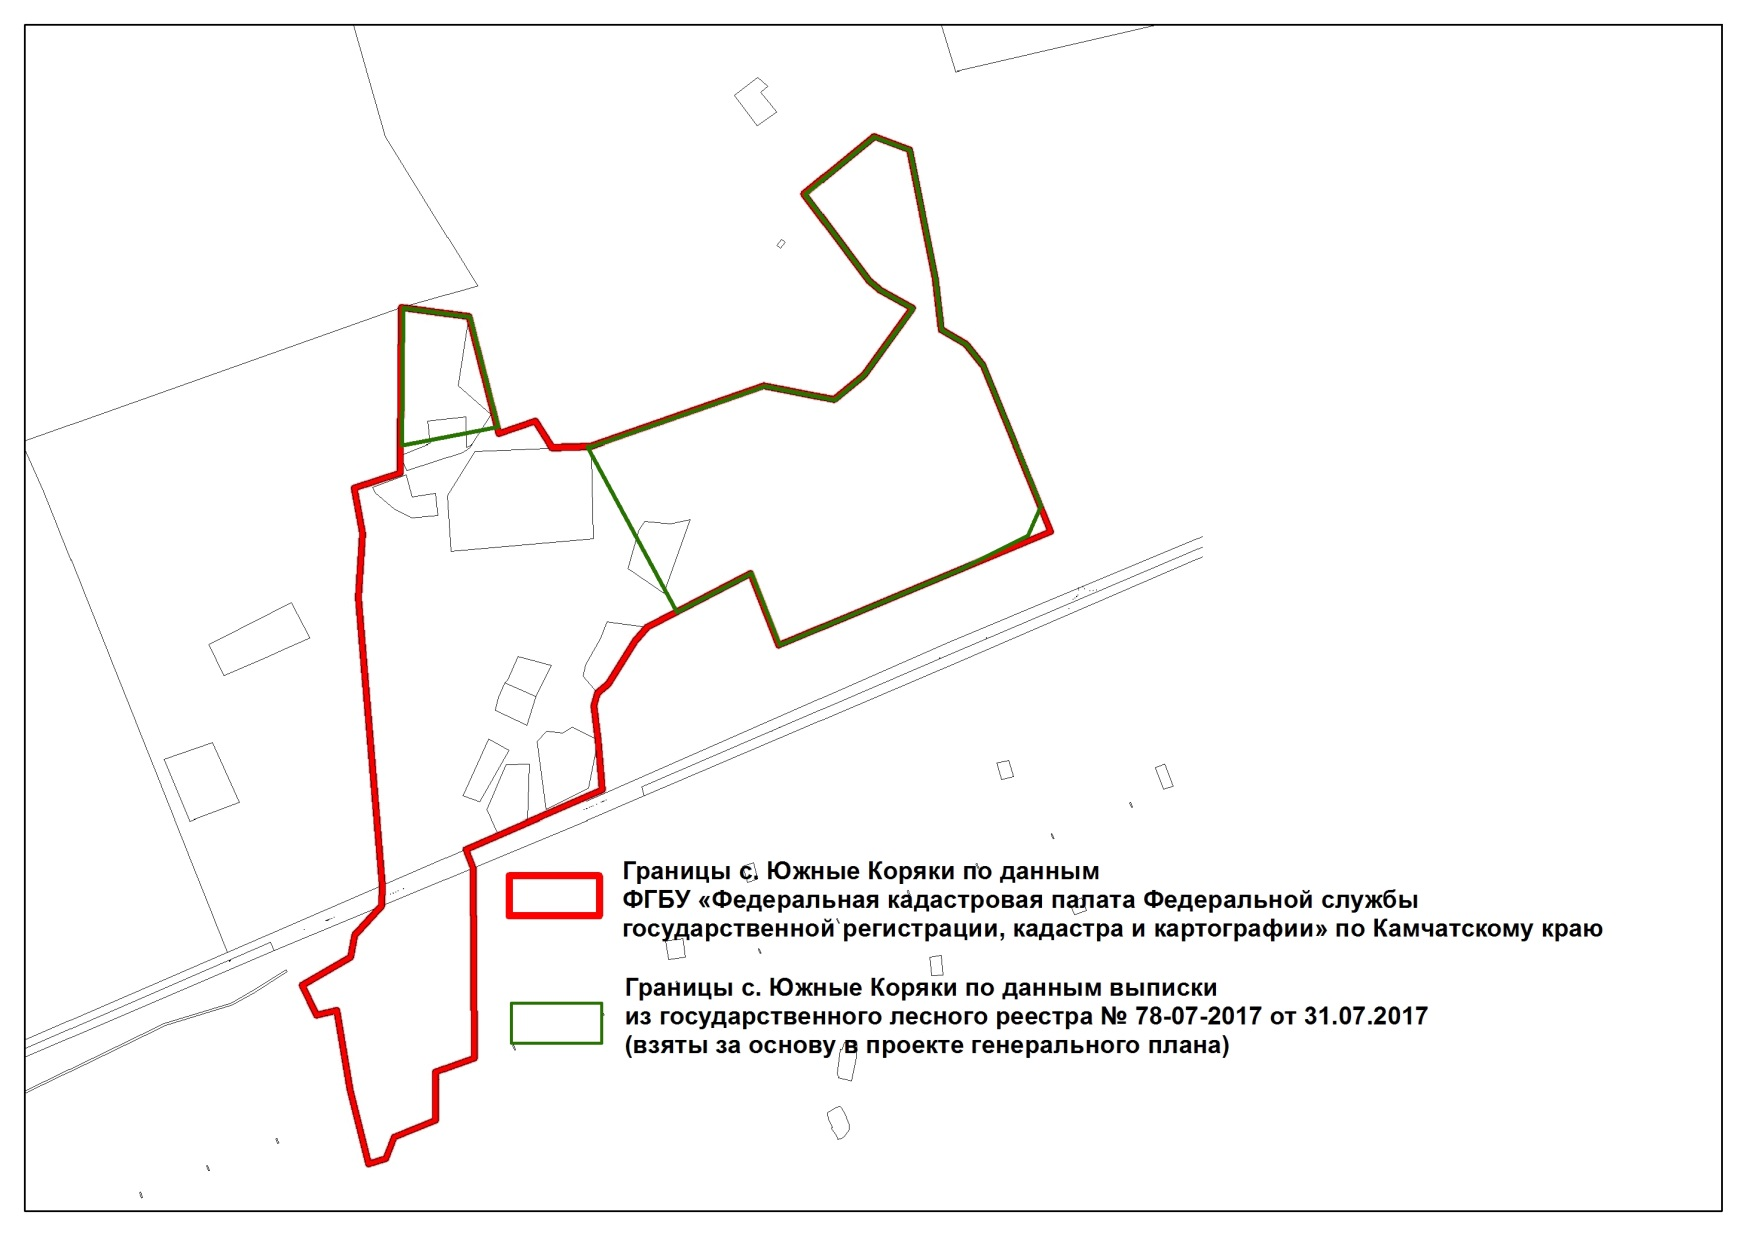 Границы с. Южные Коряки по данным
ФГБУ «Федеральная кадастровая палата Федеральной службы
государственной регистрации, кадастра и картографии» по Камчатскому краю
Границы с. Южные Коряки по данным выписки
из государственного лесного реестра № 78-07-2017 от 31.07.2017
(взяты за основу в проекте генерального плана)